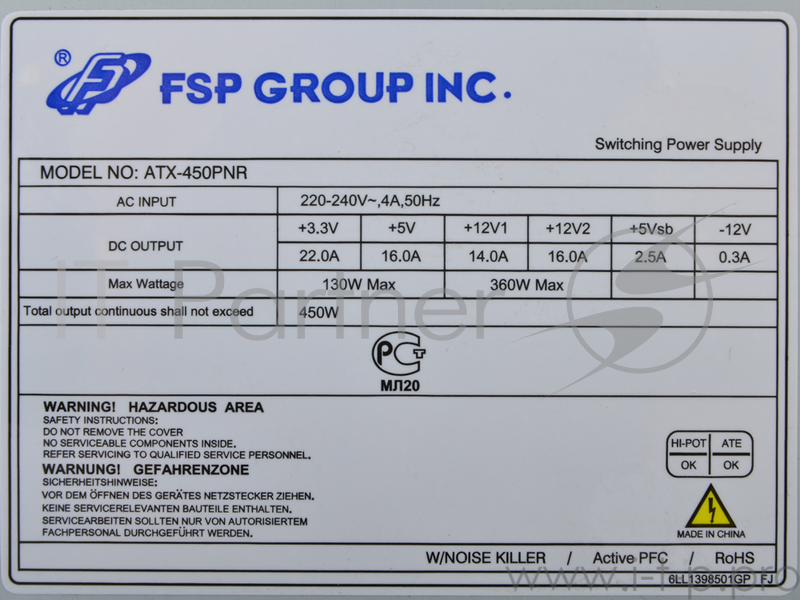 ®
FSP GROUP INC.
Switching Power Supply
MODEL NO: ATX-450PNR
AC INPUT 220-240V~,4A,50Hz
DC OUTPUT +3.3V +5V +12V1 +12V2 +5Vsb -12V
22.0A 16.0A 14.0A 16.0A 2.5A 0.3A
Max Wattage 130W Max 360W Max
Total output continuous shall not exceed 450W
IT Partner
РСТ
МЛ20
WARNING! HAZARDOUS AREA
SAFETY INSTRUCTIONS:
DO NOT REMOVE THE COVER
NO SERVICEABLE COMPONENTS INSIDE.
REFER SERVICING TO QUALIFIED SERVICE PERSONNEL.
WARNUNG! GEFAHRENZONE
SICHERHEITSHINWEISE:
VOR DEM ÖFFNEN DES GERÄTES NETZSTECKER ZIEHEN.
KEINE SERVICERELEVANTEN BAUTEILE ENTHALTEN.
SERVICEARBEITEN SOLLTEN NUR VON AUTORISIERTEM
FACHPERSONAL DURCHGEFÜHRT WERDEN.
HI-POT ATE
OK OK
MADE IN CHINA
W/NOISE KILLER / Active PFC / RoHS
6LL1398501GP FJ
www.i-t-p.pro